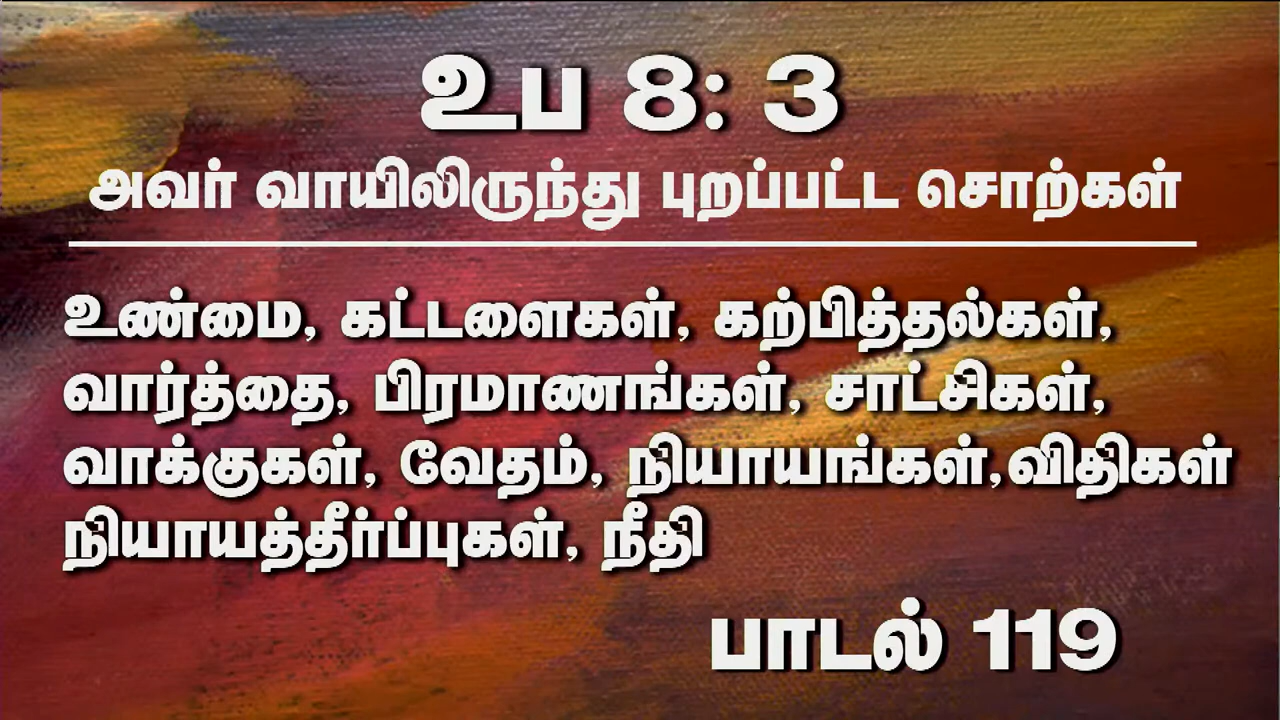 உப 8: 3
அவர் வாயிலிருந்து புறப்பட்ட சொற்கள்
உண்மை, கட்டளைகள், கற்பித்தல்கள்,
வார்த்தை, பிரமாணங்கள், சாட்சிகள்,
வாக்குகள், வேதம், நியாயங்கள்,விதிகள்
நியாயத்தீர்ப்புகள், நீதி
பாடல் 119